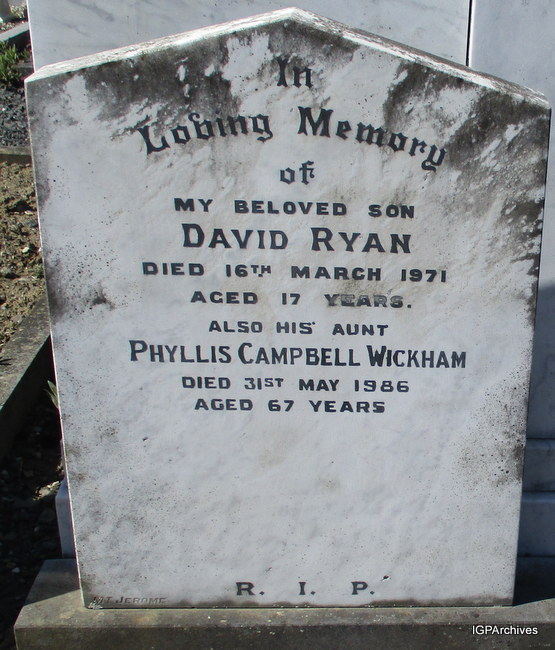 In
Loving Memory
of
MY BELOVED SON
DAVID RYAN
DIED 16TH MARCH 1971
AGED 17 YEARS.
ALSO HIS AUNT
PHYLLIS CAMPBELL WICKHAM
DIED 31ST MAY 1986
AGED 67 YEARS
R. I. P.
JEROME
IGPArchives